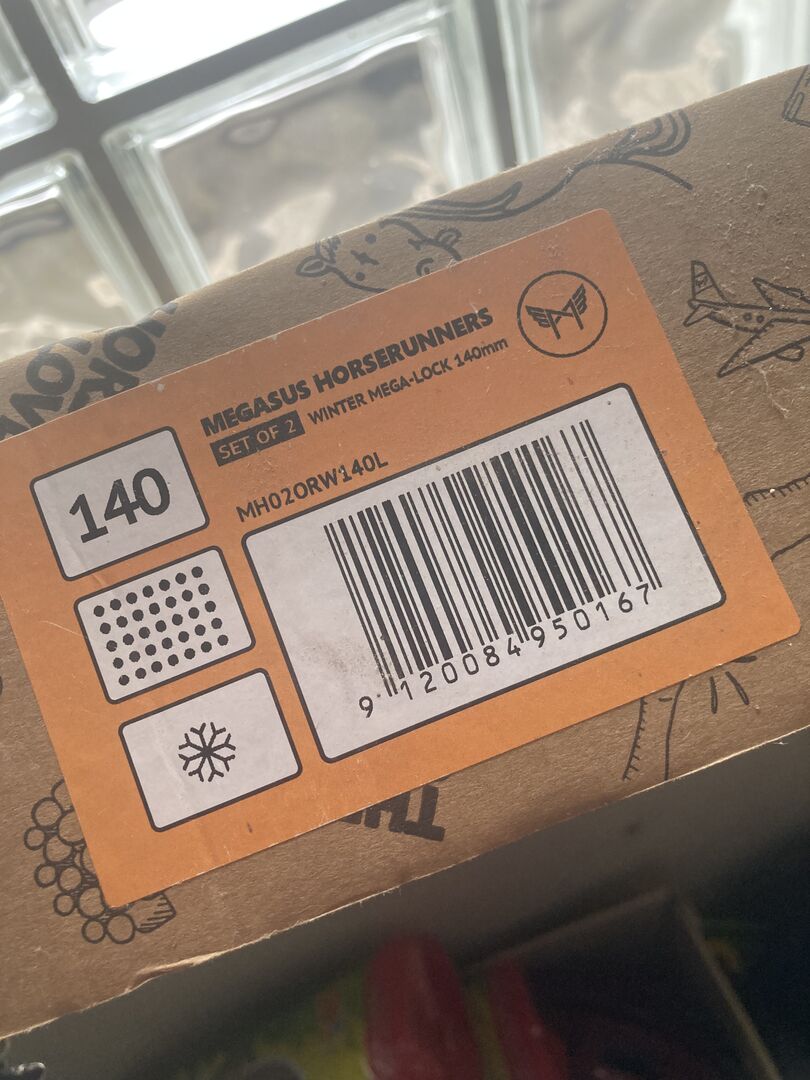 MEGASUS HORSERUNNERS
SET OF 2 WINTER MEGA-LOCK 140mm
MH02ORW140L
140
9 120084 950167